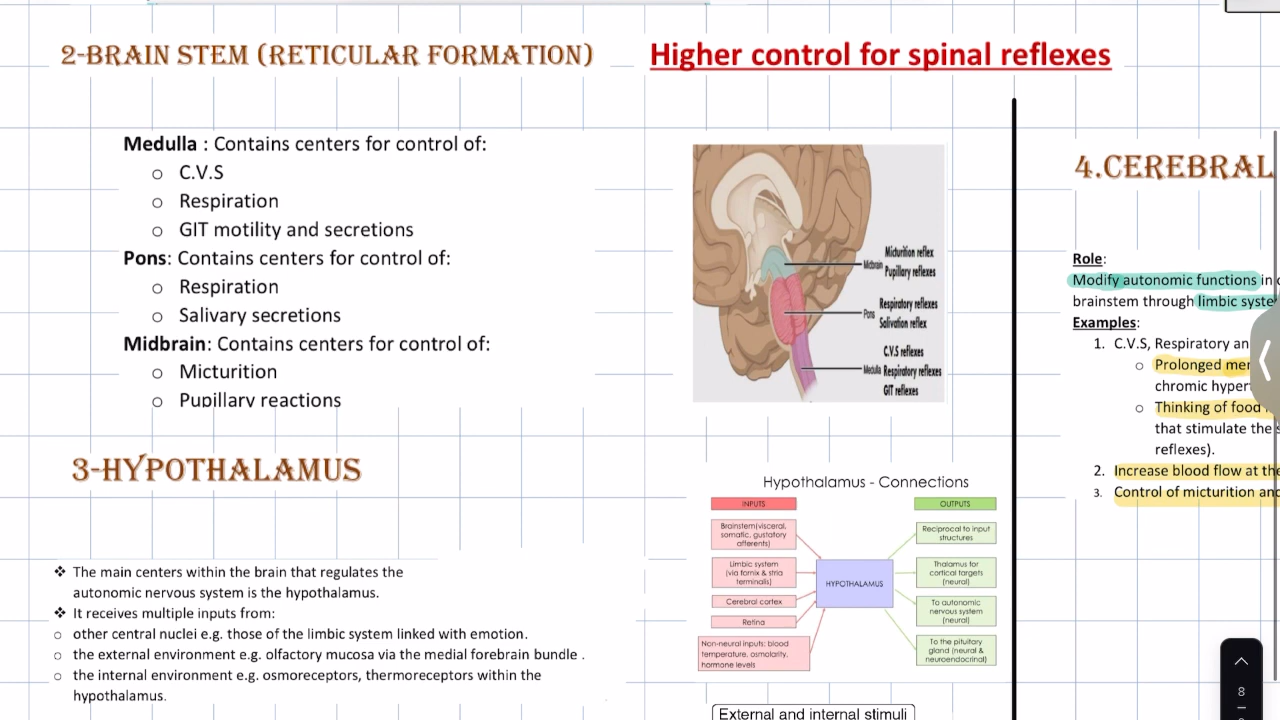 2-BRAIN STEM (RETICULAR FORMATION)
Higher control for spinal reflexes
Medulla : Contains centers for control of:
o C.V.S
o Respiration
o GIT motility and secretions
Pons: Contains centers for control of:
o Respiration
o Salivary secretions
Midbrain: Contains centers for control of:
o Micturition
o Pupillary reactions
Micturition reflex
Midbrain
Pupillary reflexes
Respiratory reflexes
Pons
Salivation reflex
C.V.S reflexes
Medulla Respiratory reflexes
GIT reflexes
3-HYPOTHALAMUS
❖ The main centers within the brain that regulates the
autonomic nervous system is the hypothalamus.
❖ It receives multiple inputs from:
o other central nuclei e.g. those of the limbic system linked with emotion.
o the external environment e.g. olfactory mucosa via the medial forebrain bundle .
o the internal environment e.g. osmoreceptors, thermoreceptors within the
hypothalamus.
Hypothalamus - Connections
INPUTS
Brainstem(visceral,
somatic, gustatory
afferents)
Limbic system
(via fornix & stria
terminalis)
Cerebral cortex
Retina
Non-neural inputs: blood
temperature, osmolarity,
hormone levels
HYPOTHALAMUS
OUTPUTS
Reciprocal to input
structures
Thalamus for
cortical targets
(neural)
To autonomic
nervous system
(neural)
To the pituitary
gland (neural &
neuroendocrinal)
External and internal stimuli
4.CEREBRAL
Role:
Modify autonomic functions in
brainstem through limbic syste
Examples:
1. C.V.S, Respiratory an
o Prolonged mer
chromic hyper
o Thinking of food
that stimulate the s
reflexes).
2. Increase blood flow at the
3. Control of micturition and
8